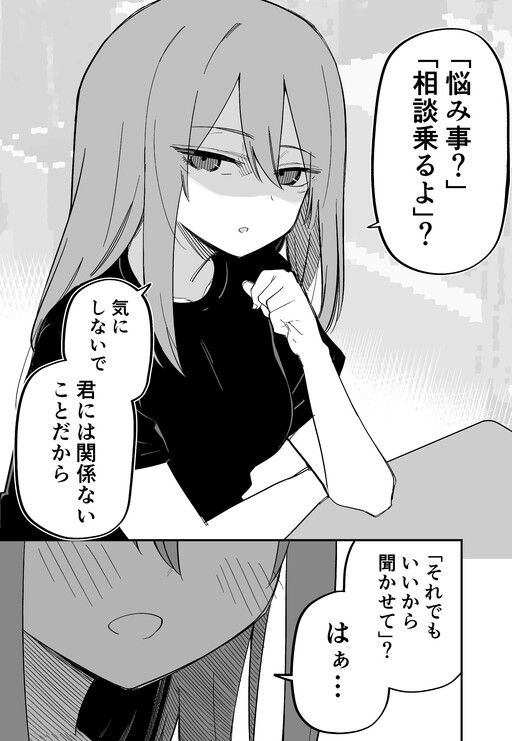 「悩み事？」
「相談乗るよ」？
気に
しないで
君には関係ない
ことだから
「それでも
いいから
聞かせて」？
はぁ…